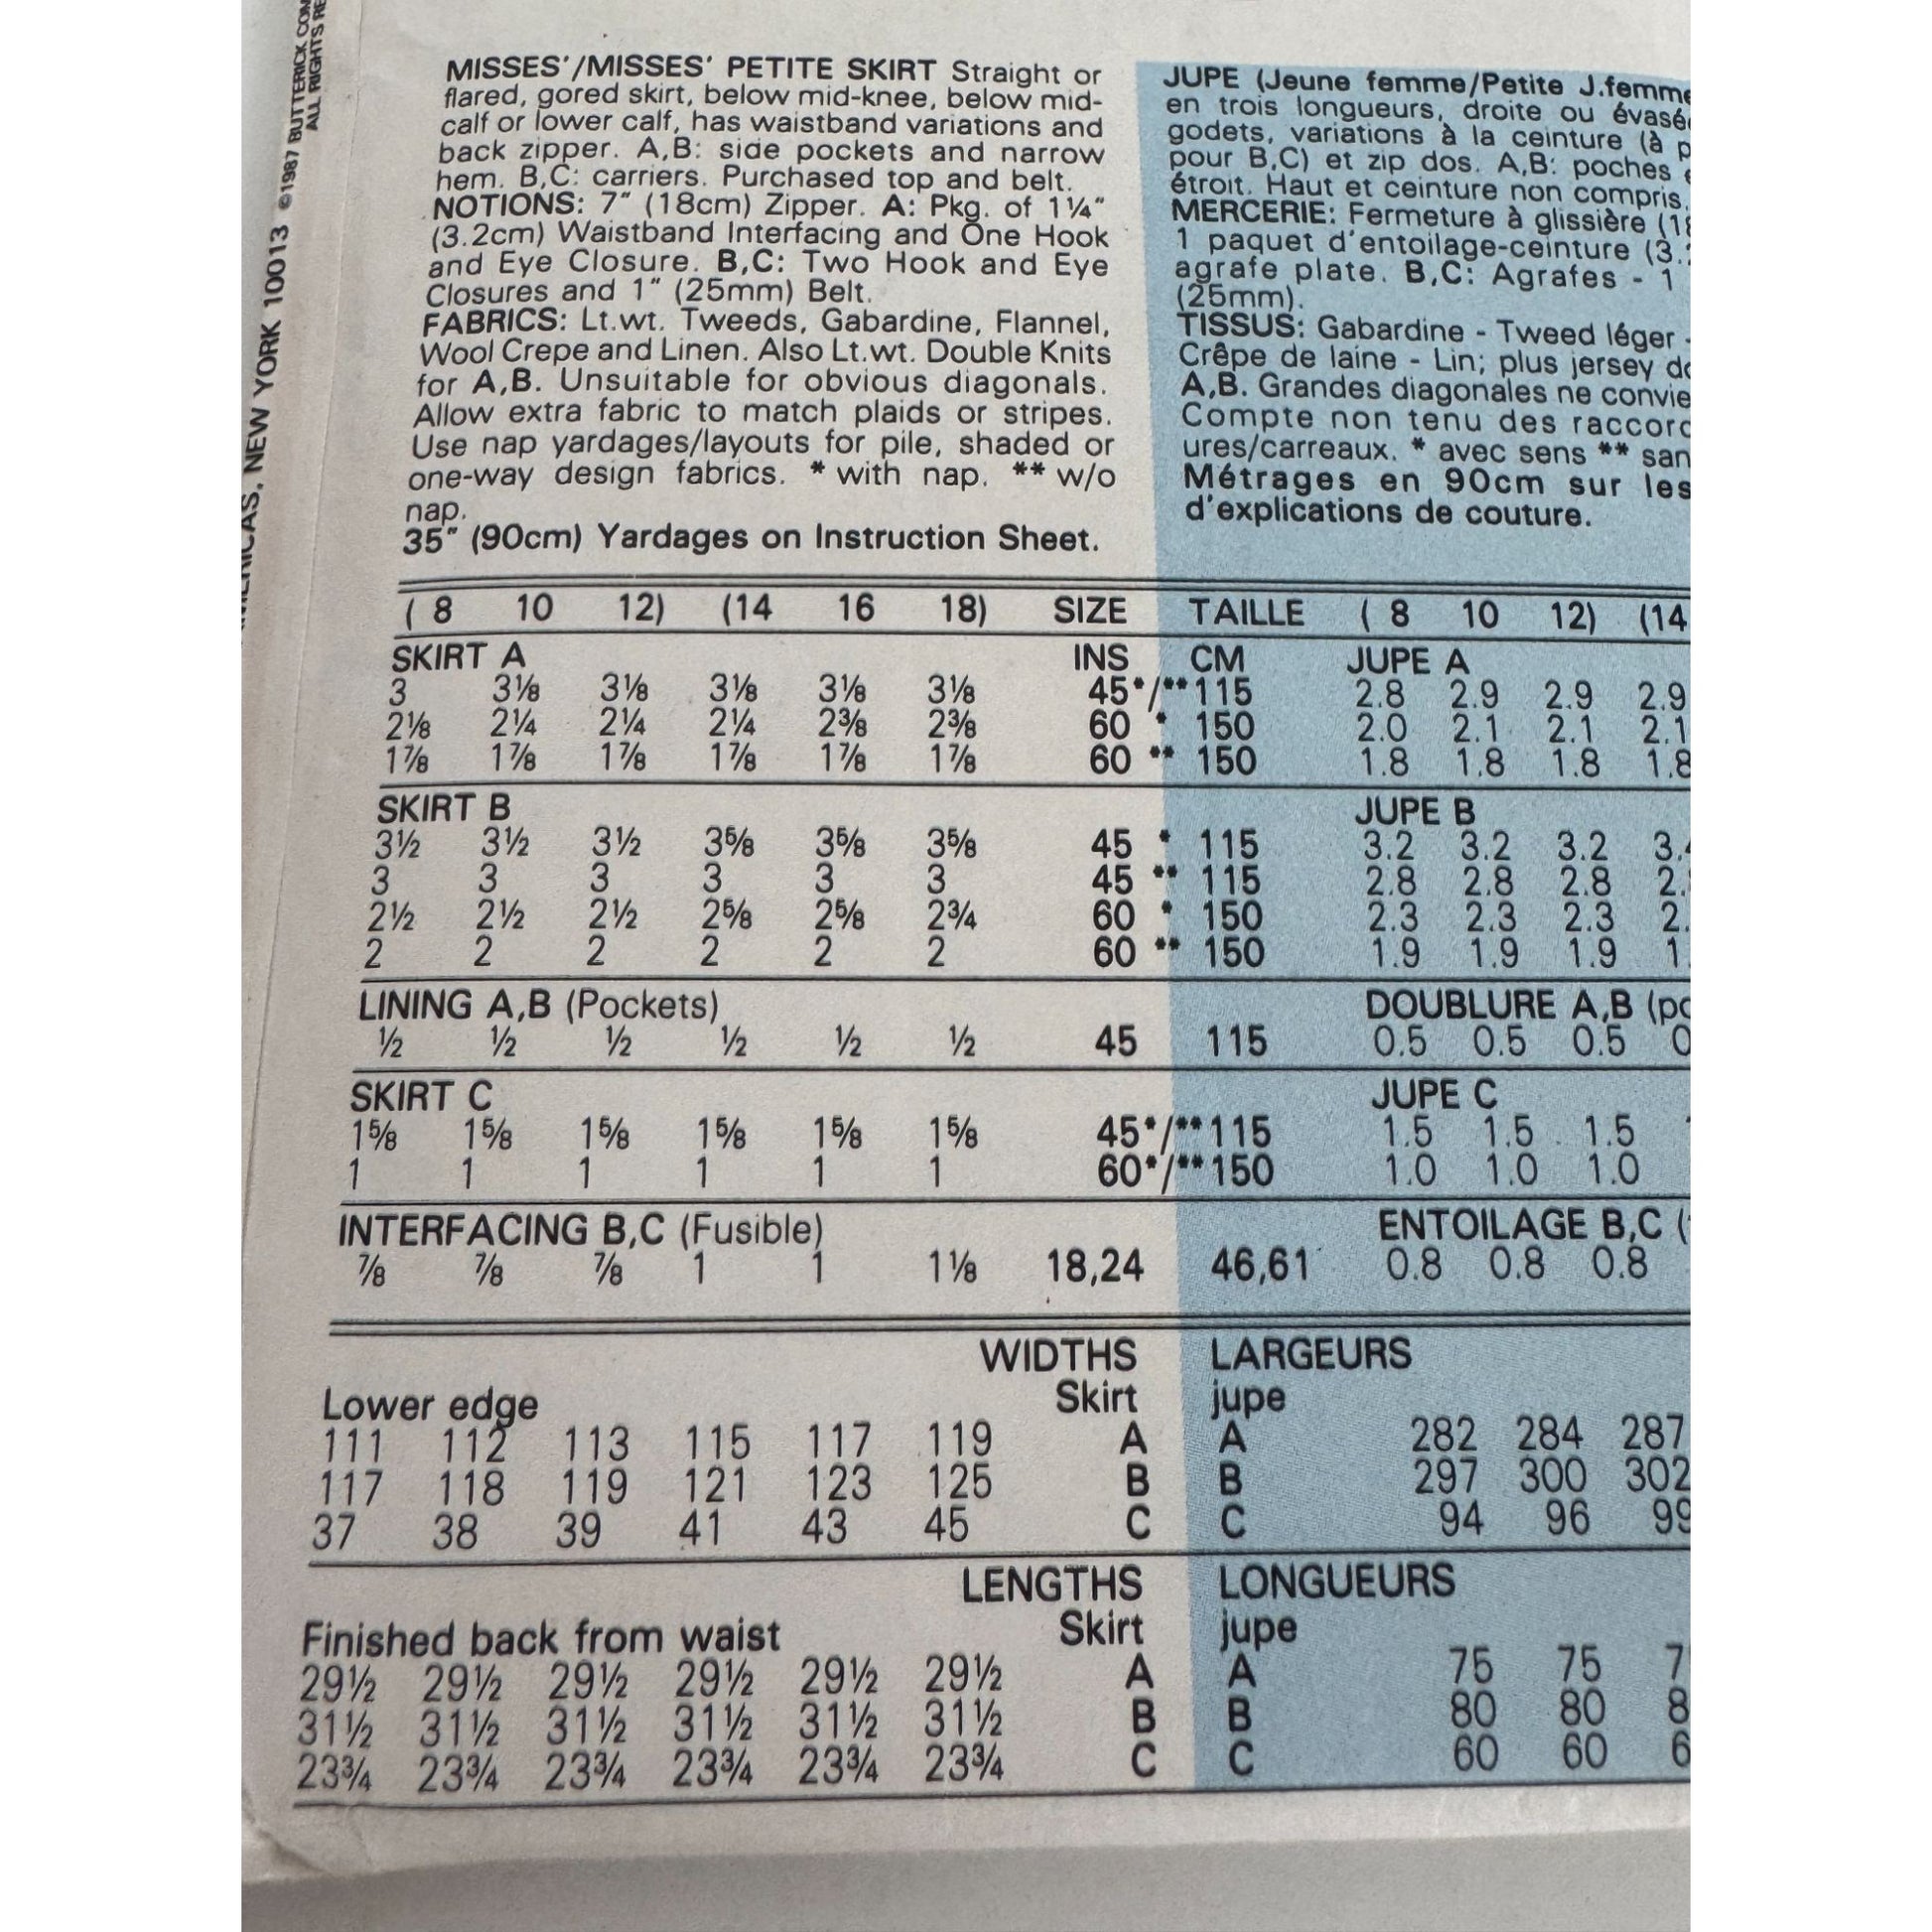 ©1987 BUTTERICK COM
ALL RIGHTS RE
NEW YORK 10013
MISSES'/MISSES' PETITE SKIRT Straight or
flared, gored skirt, below mid-knee, below mid-
calf or lower calf, has waistband variations and
back zipper. A,B: side pockets and narrow
hem. B,C: carriers. Purchased top and belt.
NOTIONS: 7" (18cm) Zipper. A: Pkg. of 1¼"
(3.2cm) Waistband Interfacing and One Hook
and Eye Closure. B,C: Two Hook and Eye
Closures and 1" (25mm) Belt.
FABRICS: Lt.wt. Tweeds, Gabardine, Flannel,
Wool Crepe and Linen. Also Lt.wt. Double Knits
for A,B. Unsuitable for obvious diagonals.
Allow extra fabric to match plaids or stripes.
Use nap yardages/layouts for pile, shaded or
one-way design fabrics. * with nap. ** w/o
nap.
35" (90cm) Yardages on Instruction Sheet.
JUPE (Jeune femme/Petite J.femme
en trois longueurs, droite ou évasé
godets, variations à la ceinture (à p
pour B,C) et zip dos. A,B: poches
étroit. Haut et ceinture non compris.
MERCERIE: Fermeture à glissière (18
1 paquet d'entoilage-ceinture (3.
agrafe plate. B,C: Agrafes - 1
(25mm).
TISSUS: Gabardine - Tweed léger -
Crêpe de laine - Lin; plus jersey do
A,B. Grandes diagonales ne convie
Compte non tenu des raccord
ures/carreaux. * avec sens ** san
Métrages en 90cm sur les
d'explications de couture.
( 8 10 12) (14 16 18) SIZE TAILLE ( 8 10 12) (14
SKIRT A INS CM JUPE A
3 3⅛ 3⅛ 3⅛ 3⅛ 3⅛ 45*/**115 2.8 2.9 2.9 2.9
2⅛ 2¼ 2¼ 2¼ 2⅜ 2⅜ 60 * 150 2.0 2.1 2.1 2.1
1⅞ 1⅞ 1⅞ 1⅞ 1⅞ 1⅞ 60 ** 150 1.8 1.8 1.8 1.8
SKIRT B JUPE B
3½ 3½ 3½ 3⅝ 3⅝ 3⅝ 45 * 115 3.2 3.2 3.2 3.
3 3 3 3 3 3 45 ** 115 2.8 2.8 2.8 2.
2½ 2½ 2½ 2⅝ 2⅝ 2¾ 60 * 150 2.3 2.3 2.3 2.
2 2 2 2 2 2 60 ** 150 1.9 1.9 1.9 1.
LINING A,B (Pockets) DOUBLURE A,B (po
½ ½ ½ ½ ½ ½ 45 115 0.5 0.5 0.5 0
SKIRT C JUPE C
1⅝ 1⅝ 1⅝ 1⅝ 1⅝ 1⅝ 45*/**115 1.5 1.5 1.5
1 1 1 1 1 1 60*/**150 1.0 1.0 1.0
INTERFACING B,C (Fusible) ENTOILAGE B,C (
⅞ ⅞ ⅞ 1 1 1⅛ 18,24 46,61 0.8 0.8 0.8
WIDTHS LARGEURS
Lower edge Skirt jupe
111 112 113 115 117 119 A A 282 284 287
117 118 119 121 123 125 B B 297 300 302
37 38 39 41 43 45 C C 94 96 99
LENGTHS LONGUEURS
Finished back from waist Skirt jupe
29½ 29½ 29½ 29½ 29½ 29½ A A 75 75 7
31½ 31½ 31½ 31½ 31½ 31½ B B 80 80 8
23¾ 23¾ 23¾ 23¾ 23¾ 23¾ C C 60 60 6